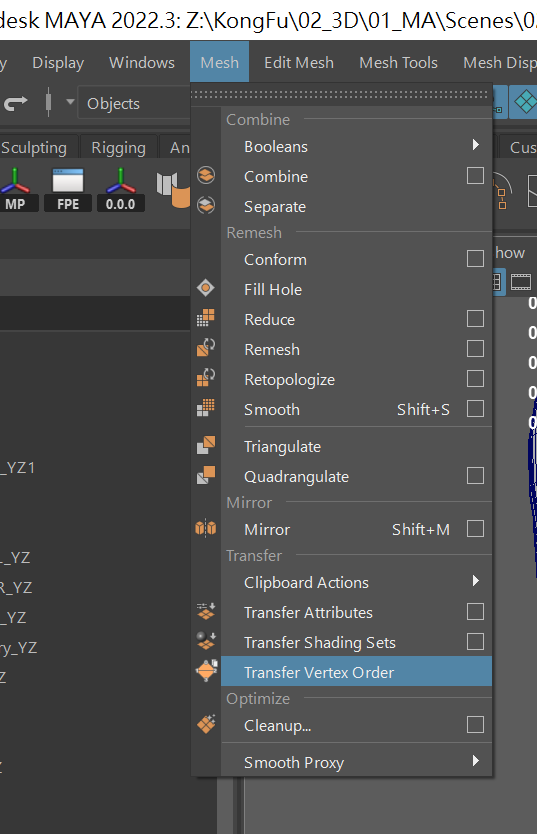 desk MAYA 2022.3: Z:\KongFu\02_3D\01_MA\Scenes\0
y Display Windows Mesh Edit Mesh Mesh Tools Mesh Disp
Objects
Sculpting Rigging An Cus
MP FPE 0.0.0
Combine
Booleans
Combine
Separate
Remesh
Conform
Fill Hole
Reduce
Remesh
Retopologize
Smooth Shift+S
Triangulate
Quadrangulate
Mirror
Mirror Shift+M
Transfer
Clipboard Actions
Transfer Attributes
Transfer Shading Sets
Transfer Vertex Order
Optimize
Cleanup...
Smooth Proxy
how
0
0
0
0
0
_YZ1
_YZ
R_YZ
_YZ
ry_YZ
Z